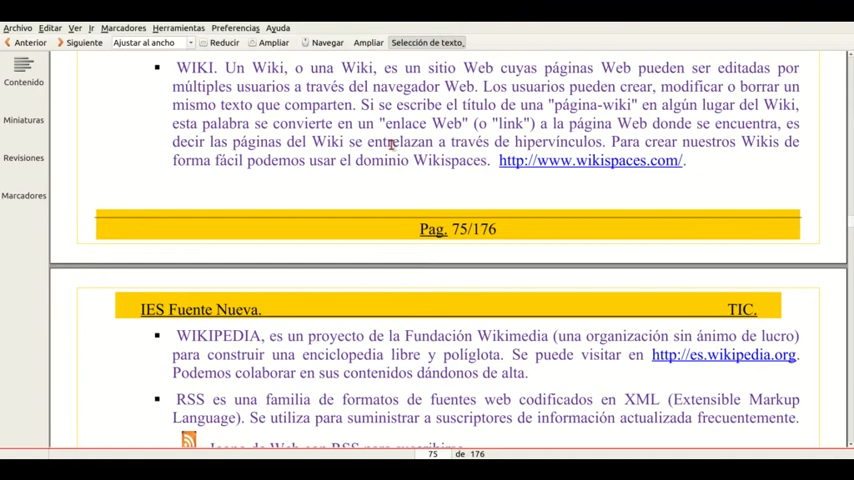 Archivo Editar Ver Ir Marcadores Herramientas Preferencias Ayuda
Anterior Siguiente Ajustar al ancho Reducir Ampliar Navegar Ampliar Selección de texto
Contenido
Miniaturas
Revisiones
Marcadores
WIKI. Un Wiki, o una Wiki, es un sitio Web cuyas páginas Web pueden ser editadas por
múltiples usuarios a través del navegador Web. Los usuarios pueden crear, modificar o borrar un
mismo texto que comparten. Si se escribe el título de una "página-wiki" en algún lugar del Wiki,
esta palabra se convierte en un "enlace Web" (o "link") a la página Web donde se encuentra, es
decir las páginas del Wiki se entrelazan a través de hipervínculos. Para crear nuestros Wikis de
forma fácil podemos usar el dominio Wikispaces. http://www.wikispaces.com/.
Pag. 75/176
IES Fuente Nueva. TIC.
WIKIPEDIA, es un proyecto de la Fundación Wikimedia (una organización sin ánimo de lucro)
para construir una enciclopedia libre y políglota. Se puede visitar en http://es.wikipedia.org.
Podemos colaborar en sus contenidos dándonos de alta.
RSS es una familia de formatos de fuentes web codificados en XML (Extensible Markup
Language). Se utiliza para suministrar a suscriptores de información actualizada frecuentemente.
Icono de Web con RSS para suscribirme
75 de 176